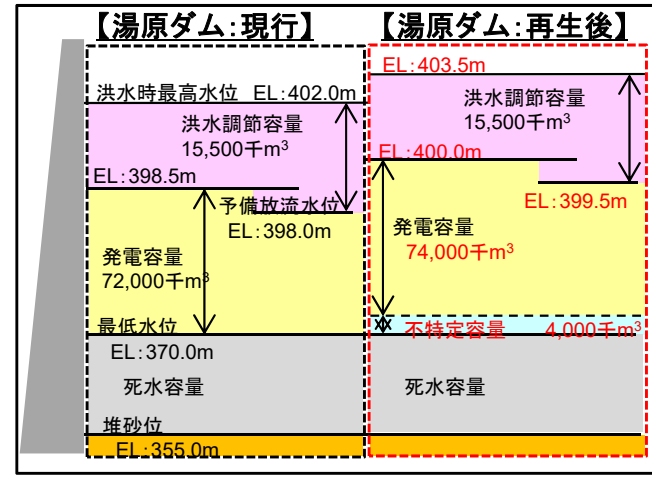 【湯原ダム：現行】
洪水時最高水位 EL：402.0m
洪水調節容量
15,500千m³
EL：398.5m
予備放流水位
EL：398.0m
発電容量
72,000千m³
最低水位
EL：370.0m
死水容量
堆砂位
EL：355.0m
【湯原ダム：再生後】
EL：403.5m
洪水調節容量
15,500千m³
EL：400.0m
EL：399.5m
発電容量
74,000千m³
不特定容量 4,000千m³
死水容量